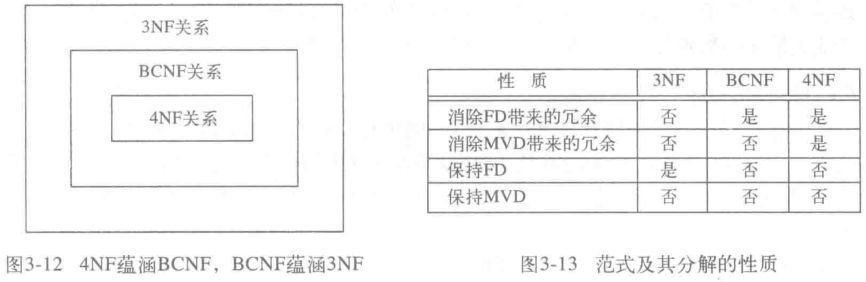 3NF关系
BCNF关系
4NF关系
图3-12 4NF蕴涵BCNF，BCNF蕴涵3NF
性 质 3NF BCNF 4NF
消除FD带来的冗余 否 是 是
消除MVD带来的冗余 否 否 是
保持FD 是 否 否
保持MVD 否 否 否
图3-13 范式及其分解的性质